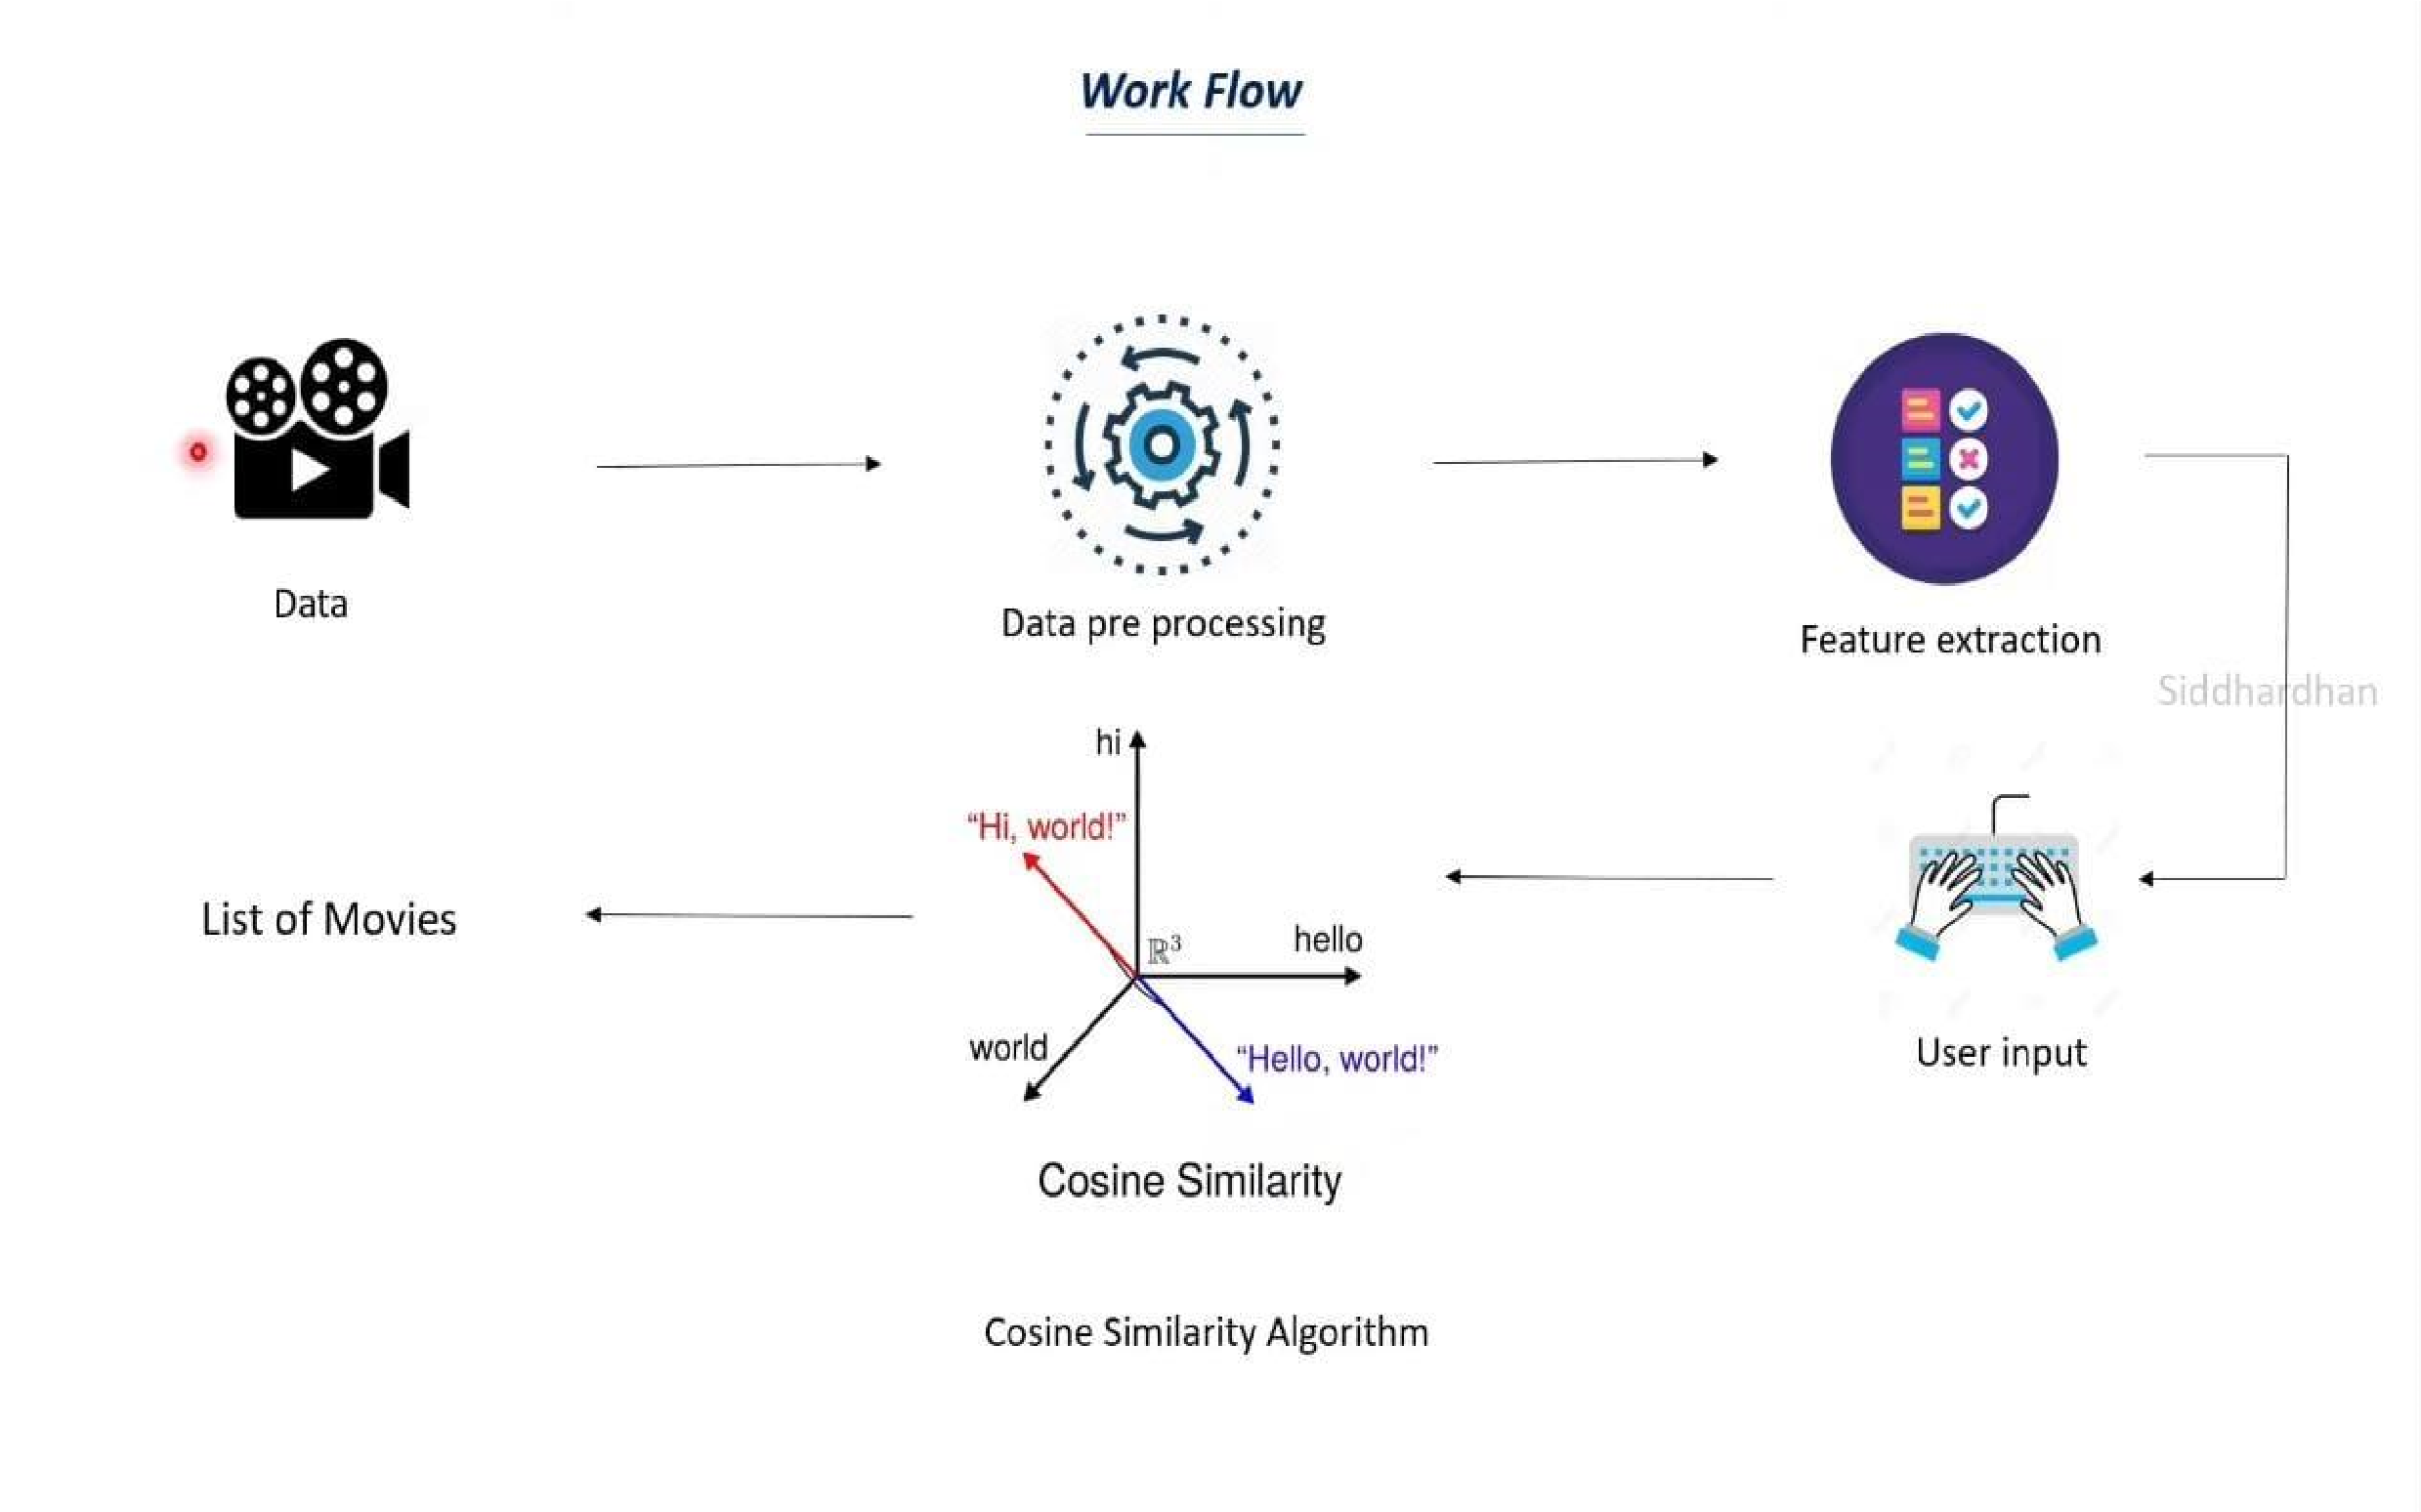 Work Flow
Data
Data pre processing
Feature extraction
Siddhardhan
hi
“Hi, world!”
ℝ³
hello
world
“Hello, world!”
List of Movies
User input
Cosine Similarity
Cosine Similarity Algorithm